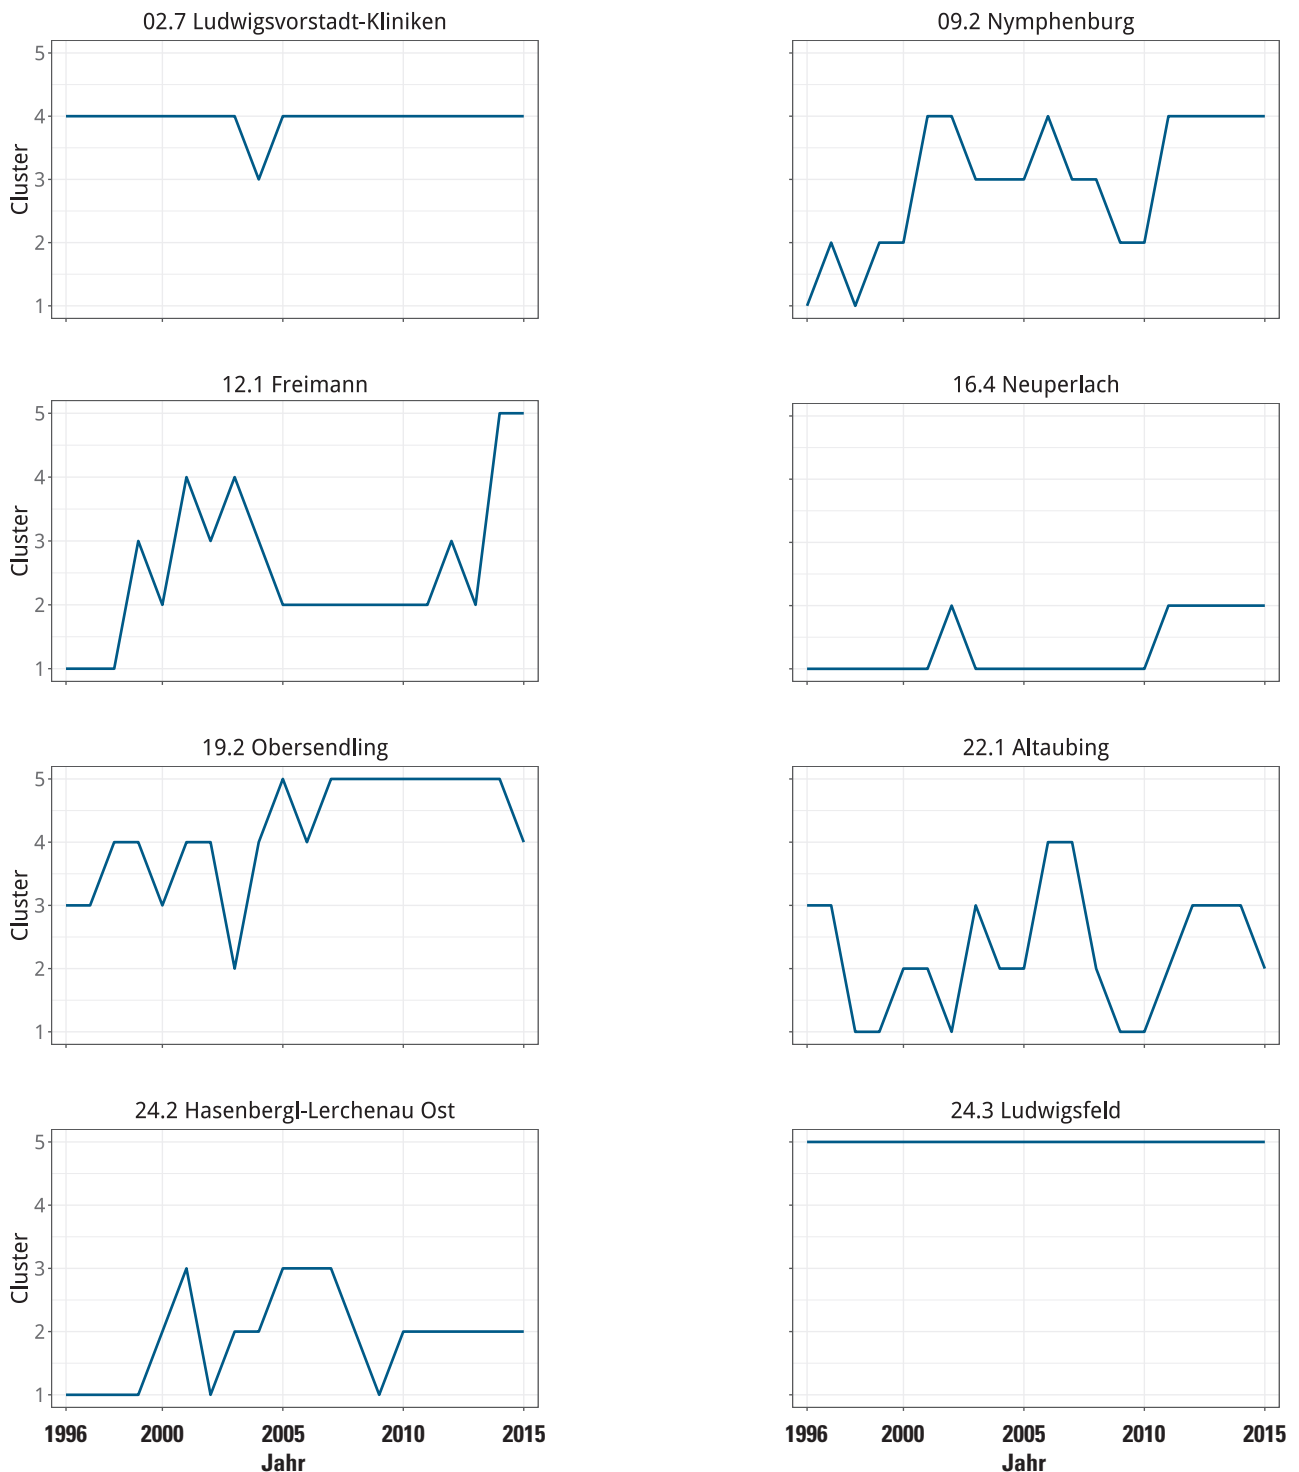 02.7 Ludwigsvorstadt-Kliniken
09.2 Nymphenburg
5
4
3
2
1
Cluster
12.1 Freimann
16.4 Neuperlach
5
4
3
2
1
Cluster
19.2 Obersendling
22.1 Altaubing
5
4
3
2
1
Cluster
24.2 Hasenbergl-Lerchenau Ost
24.3 Ludwigsfeld
5
4
3
2
1
Cluster
1996 2000 2005 2010 2015
Jahr
1996 2000 2005 2010 2015
Jahr